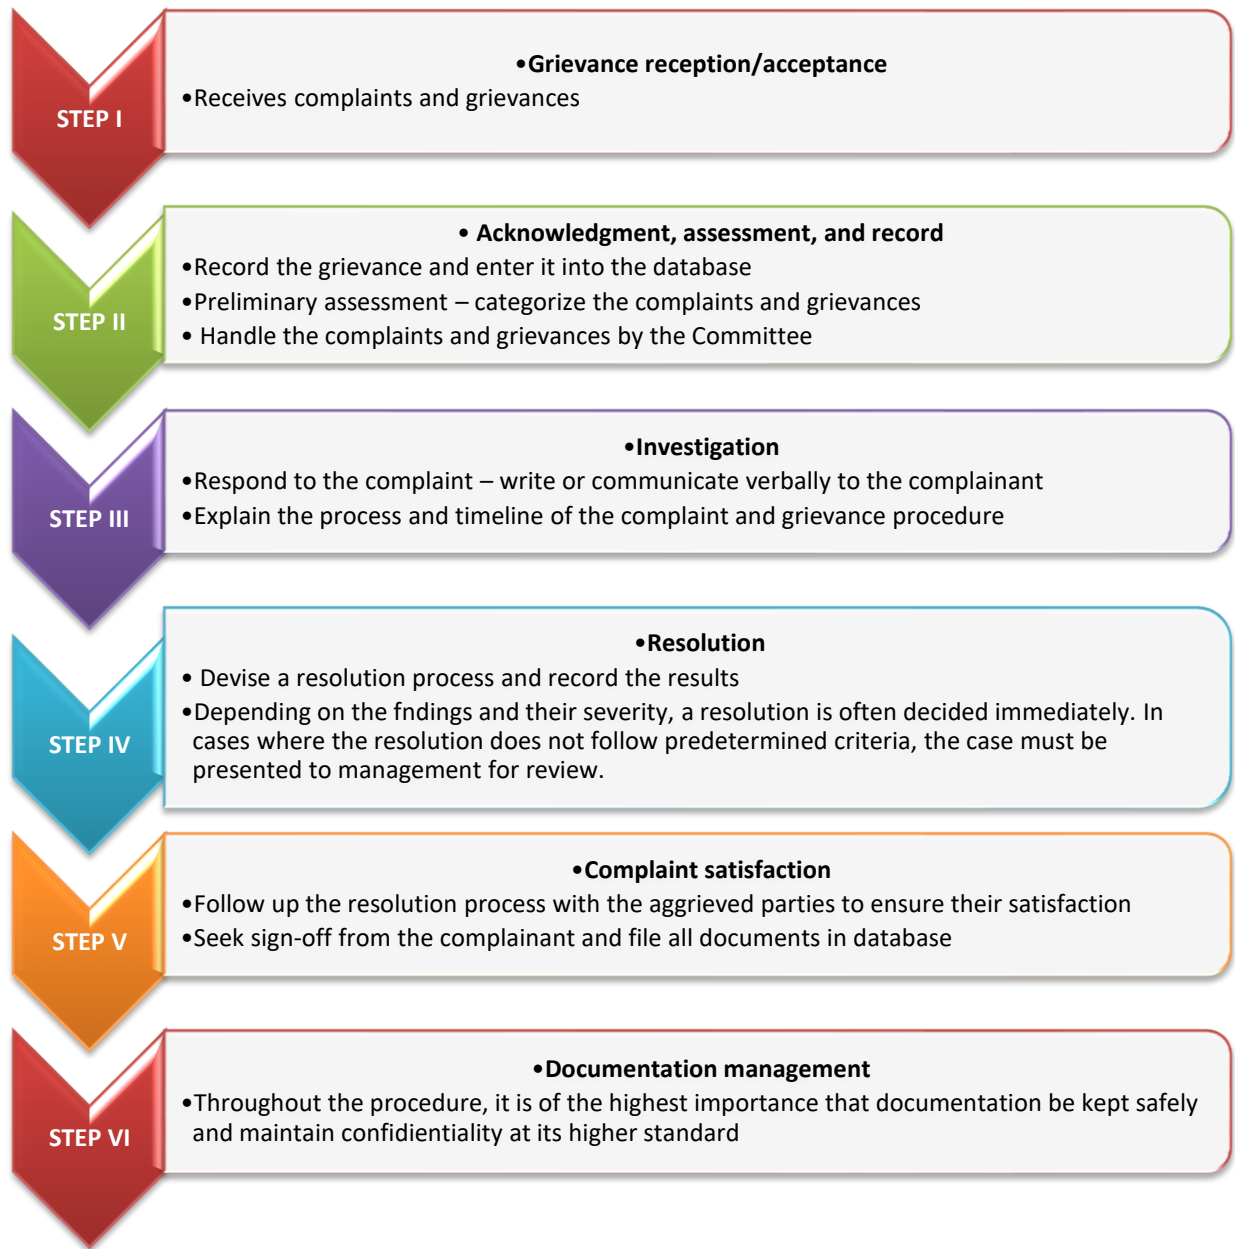 STEP I
•Grievance reception/acceptance
•Receives complaints and grievances
STEP II
• Acknowledgment, assessment, and record
•Record the grievance and enter it into the database
•Preliminary assessment – categorize the complaints and grievances
• Handle the complaints and grievances by the Committee
STEP III
•Investigation
•Respond to the complaint – write or communicate verbally to the complainant
•Explain the process and timeline of the complaint and grievance procedure
STEP IV
•Resolution
• Devise a resolution process and record the results
•Depending on the fndings and their severity, a resolution is often decided immediately. In
cases where the resolution does not follow predetermined criteria, the case must be
presented to management for review.
STEP V
•Complaint satisfaction
•Follow up the resolution process with the aggrieved parties to ensure their satisfaction
•Seek sign-off from the complainant and file all documents in database
STEP VI
•Documentation management
•Throughout the procedure, it is of the highest importance that documentation be kept safely
and maintain confidientiality at its higher standard